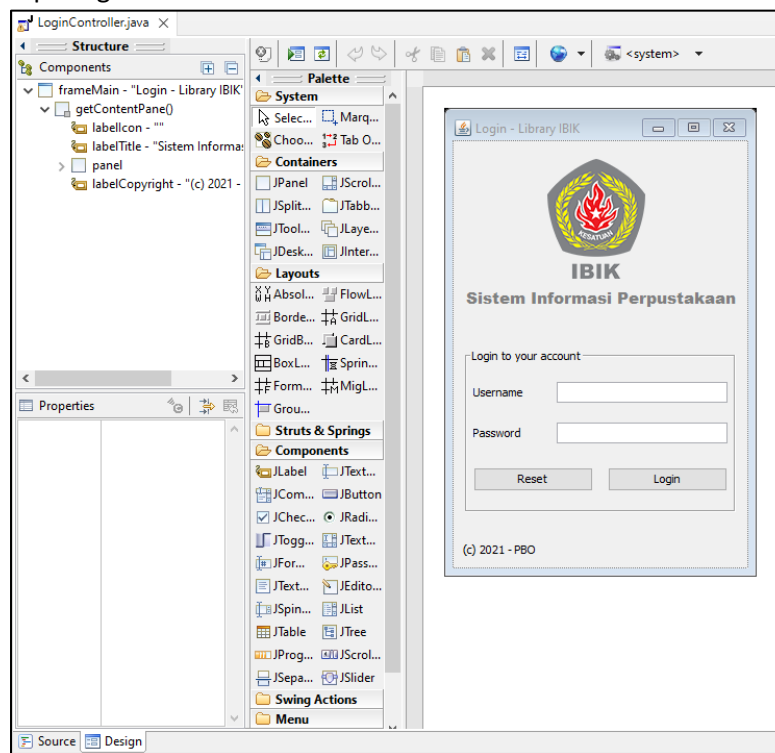 LoginController.java
Structure
Components
frameMain - "Login - Library IBIK"
getContentPane()
labelIcon - ""
labelTitle - "Sistem Informa
panel
labelCopyright - "(c) 2021 -
Properties
<system>
Palette
System
Selec... Marq...
Choo... Tab O...
Containers
JPanel JScrol...
JSplit... JTabb...
JTool... JLaye...
JDesk... JInter...
Layouts
Absol... FlowL...
Borde... GridL...
GridB... CardL...
BoxL... Sprin...
Form... MigL...
Grou...
Struts & Springs
Components
JLabel JText...
JCom... JButton
JChec... JRadi...
JTogg... JText...
JFor... JPass...
JText... JEdito...
JSpin... JList
JTable JTree
JProg... JScrol...
JSepa... JSlider
Swing Actions
Menu
Login - Library IBIK
KESATUAN
IBIK
Sistem Informasi Perpustakaan
Login to your account
Username
Password
Reset Login
(c) 2021 - PBO
Source Design